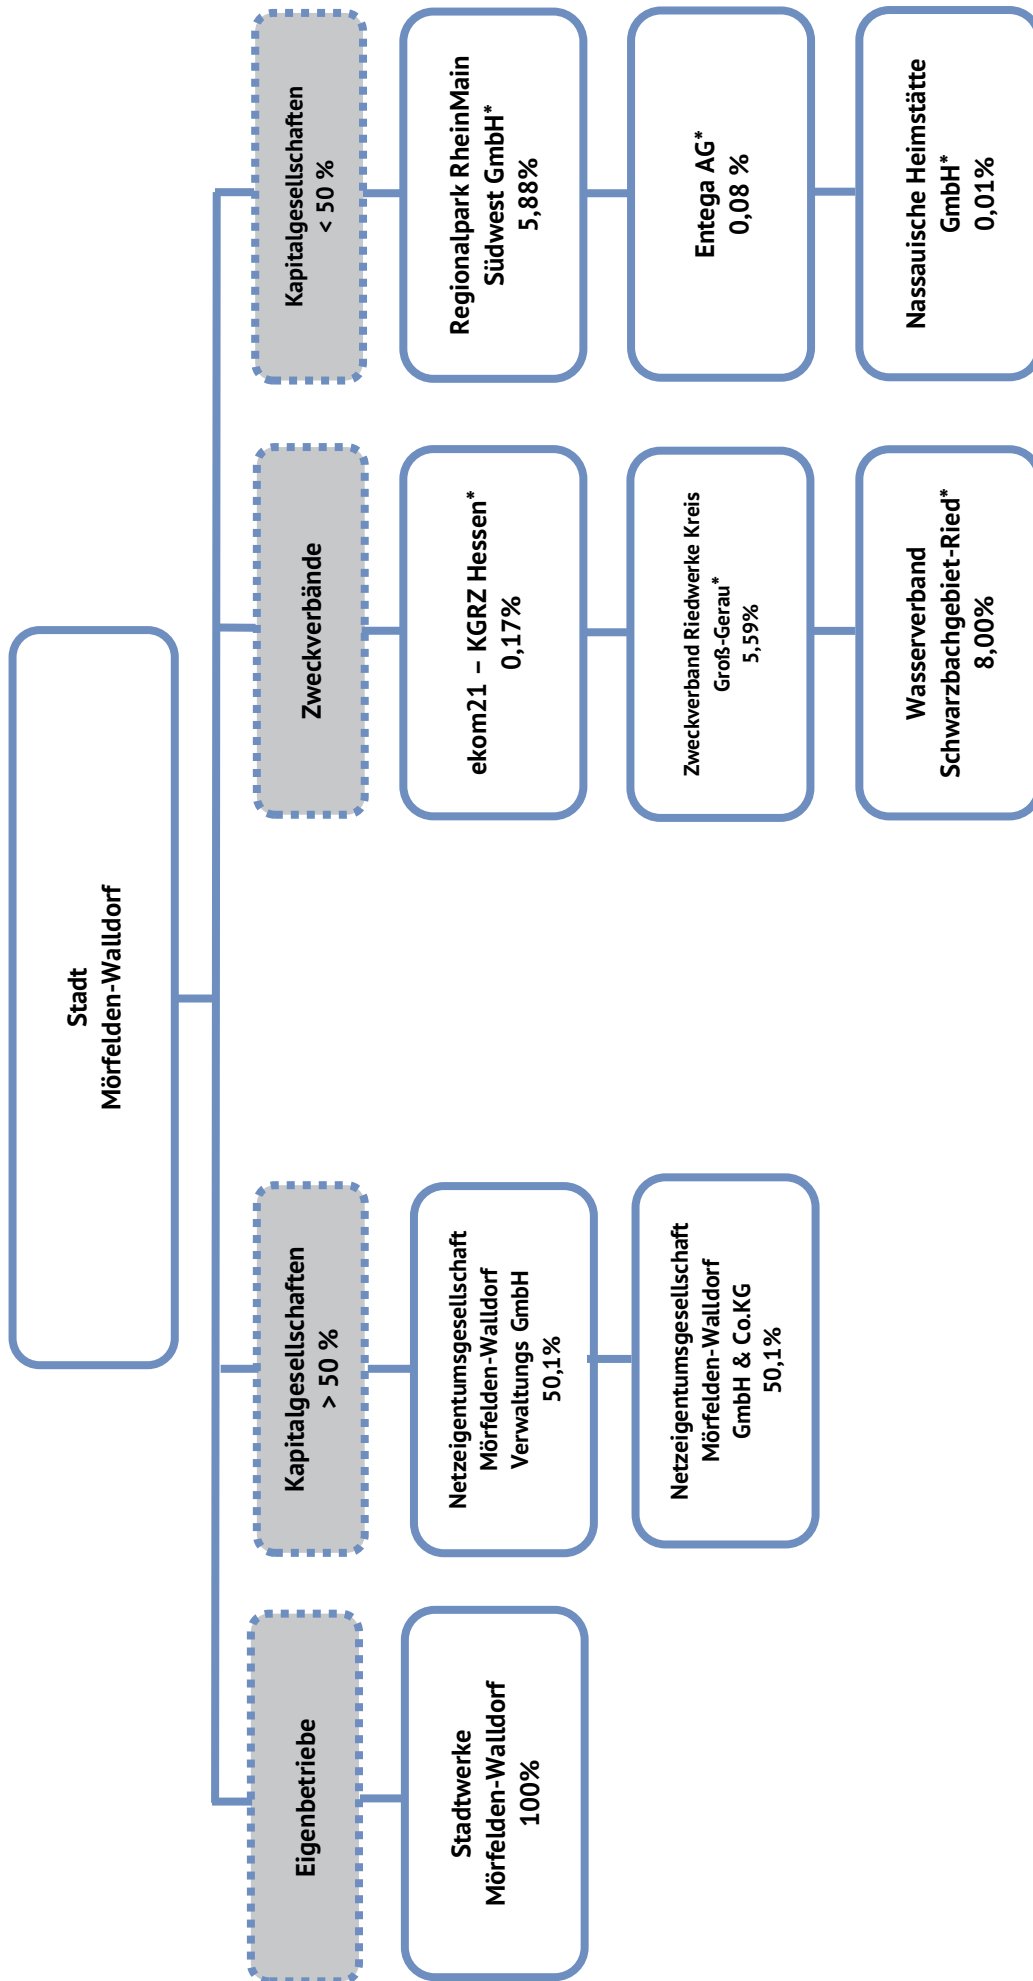 Stadt
Mörfelden-Walldorf
Eigenbetriebe
Stadtwerke
Mörfelden-Walldorf
100%
Kapitalgesellschaften
> 50 %
Netzeigentumsgesellschaft
Mörfelden-Walldorf
Verwaltungs GmbH
50,1%
Netzeigentumsgesellschaft
Mörfelden-Walldorf
GmbH & Co.KG
50,1%
Zweckverbände
ekom21 – KGRZ Hessen*
0,17%
Zweckverband Riedwerke Kreis
Groß-Gerau*
5,59%
Wasserverband
Schwarzbachgebiet-Ried*
8,00%
Kapitalgesellschaften
< 50 %
Regionalpark RheinMain
Südwest GmbH*
5,88%
Entega AG*
0,08 %
Nassauische Heimstätte
GmbH*
0,01%